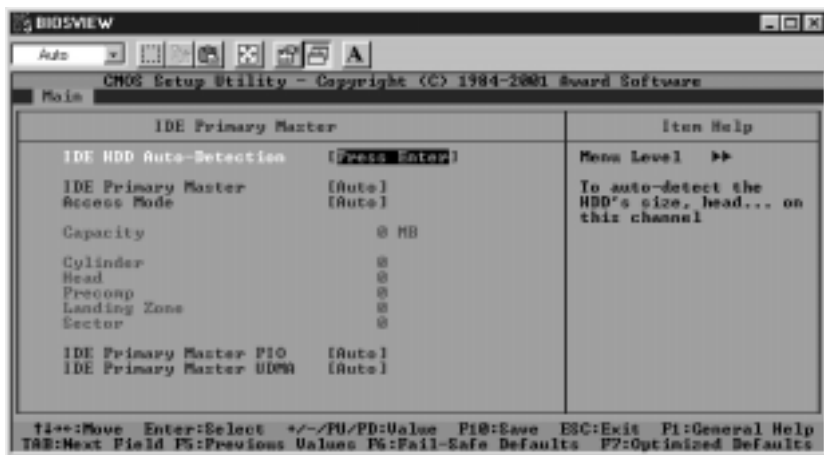 BIOSVIEW
Auto
A
CMOS Setup Utility - Copyright (C) 1984-2001 Award Software
Main
IDE Primary Master
Item Help
IDE HDD Auto-Detection [Press Enter]
Menu Level ▸▸
IDE Primary Master [Auto]
To auto-detect the
Access Mode [Auto]
HDD's size, head... on
this channel
Capacity 0 MB
Cylinder 0
Head 0
Precomp 0
Landing Zone 0
Sector 0
IDE Primary Master PIO [Auto]
IDE Primary Master UDMA [Auto]
↑↓→←:Move Enter:Select +/-/PU/PD:Value F10:Save ESC:Exit F1:General Help
TAB:Next Field F5:Previous Values F6:Fail-Safe Defaults F7:Optimized Defaults